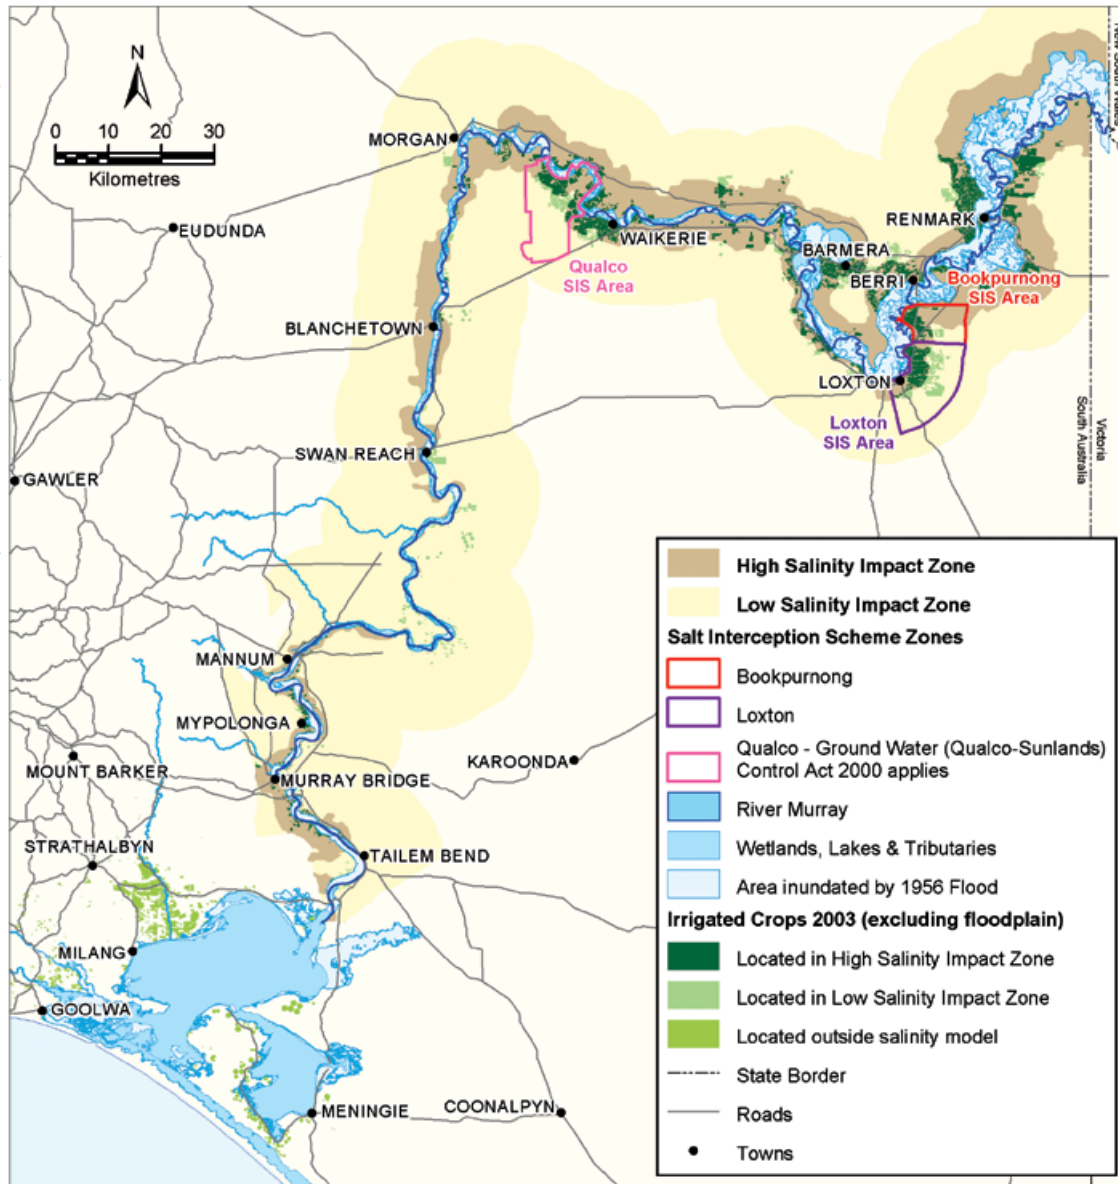 New South Wales
N
0 10 20 30
Kilometres
MORGAN
EUDUNDA
WAIKERIE
RENMARK
BARMERA
BERRI
Qualco
SIS Area
Bookpurnong
SIS Area
BLANCHETOWN
LOXTON
Loxton
SIS Area
Victoria
South Australia
SWAN REACH
GAWLER
MANNUM
MYPOLONGA
MOUNT BARKER
MURRAY BRIDGE
KAROONDA
STRATHALBYN
TAILEM BEND
MILANG
GOOLWA
MENINGIE
COONALPYN
High Salinity Impact Zone
Low Salinity Impact Zone
Salt Interception Scheme Zones
Bookpurnong
Loxton
Qualco - Ground Water (Qualco-Sunlands)
Control Act 2000 applies
River Murray
Wetlands, Lakes & Tributaries
Area inundated by 1956 Flood
Irrigated Crops 2003 (excluding floodplain)
Located in High Salinity Impact Zone
Located in Low Salinity Impact Zone
Located outside salinity model
State Border
Roads
Towns